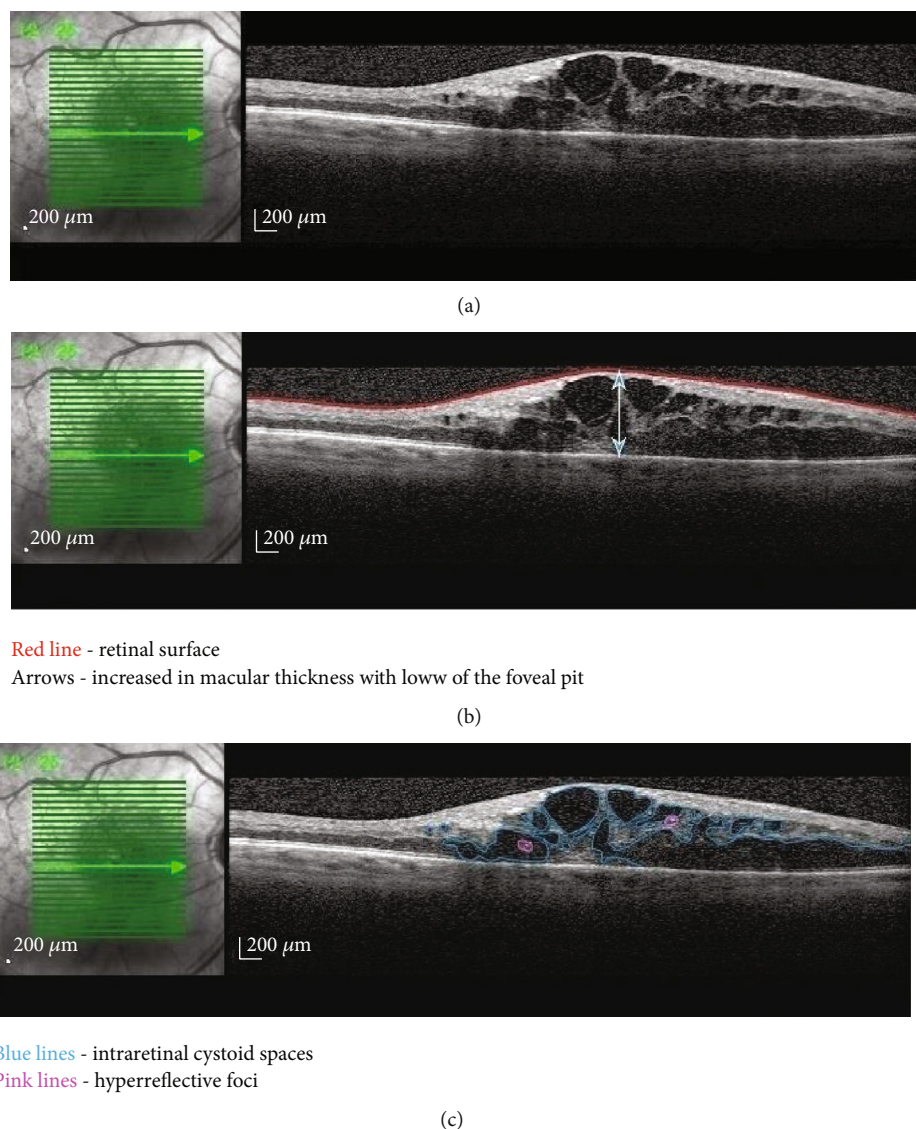 200 μm
200 μm
(a)
200 μm
200 μm
Red line - retinal surface
Arrows - increased in macular thickness with loww of the foveal pit
(b)
200 μm
200 μm
Blue lines - intraretinal cystoid spaces
Pink lines - hyperreflective foci
(c)